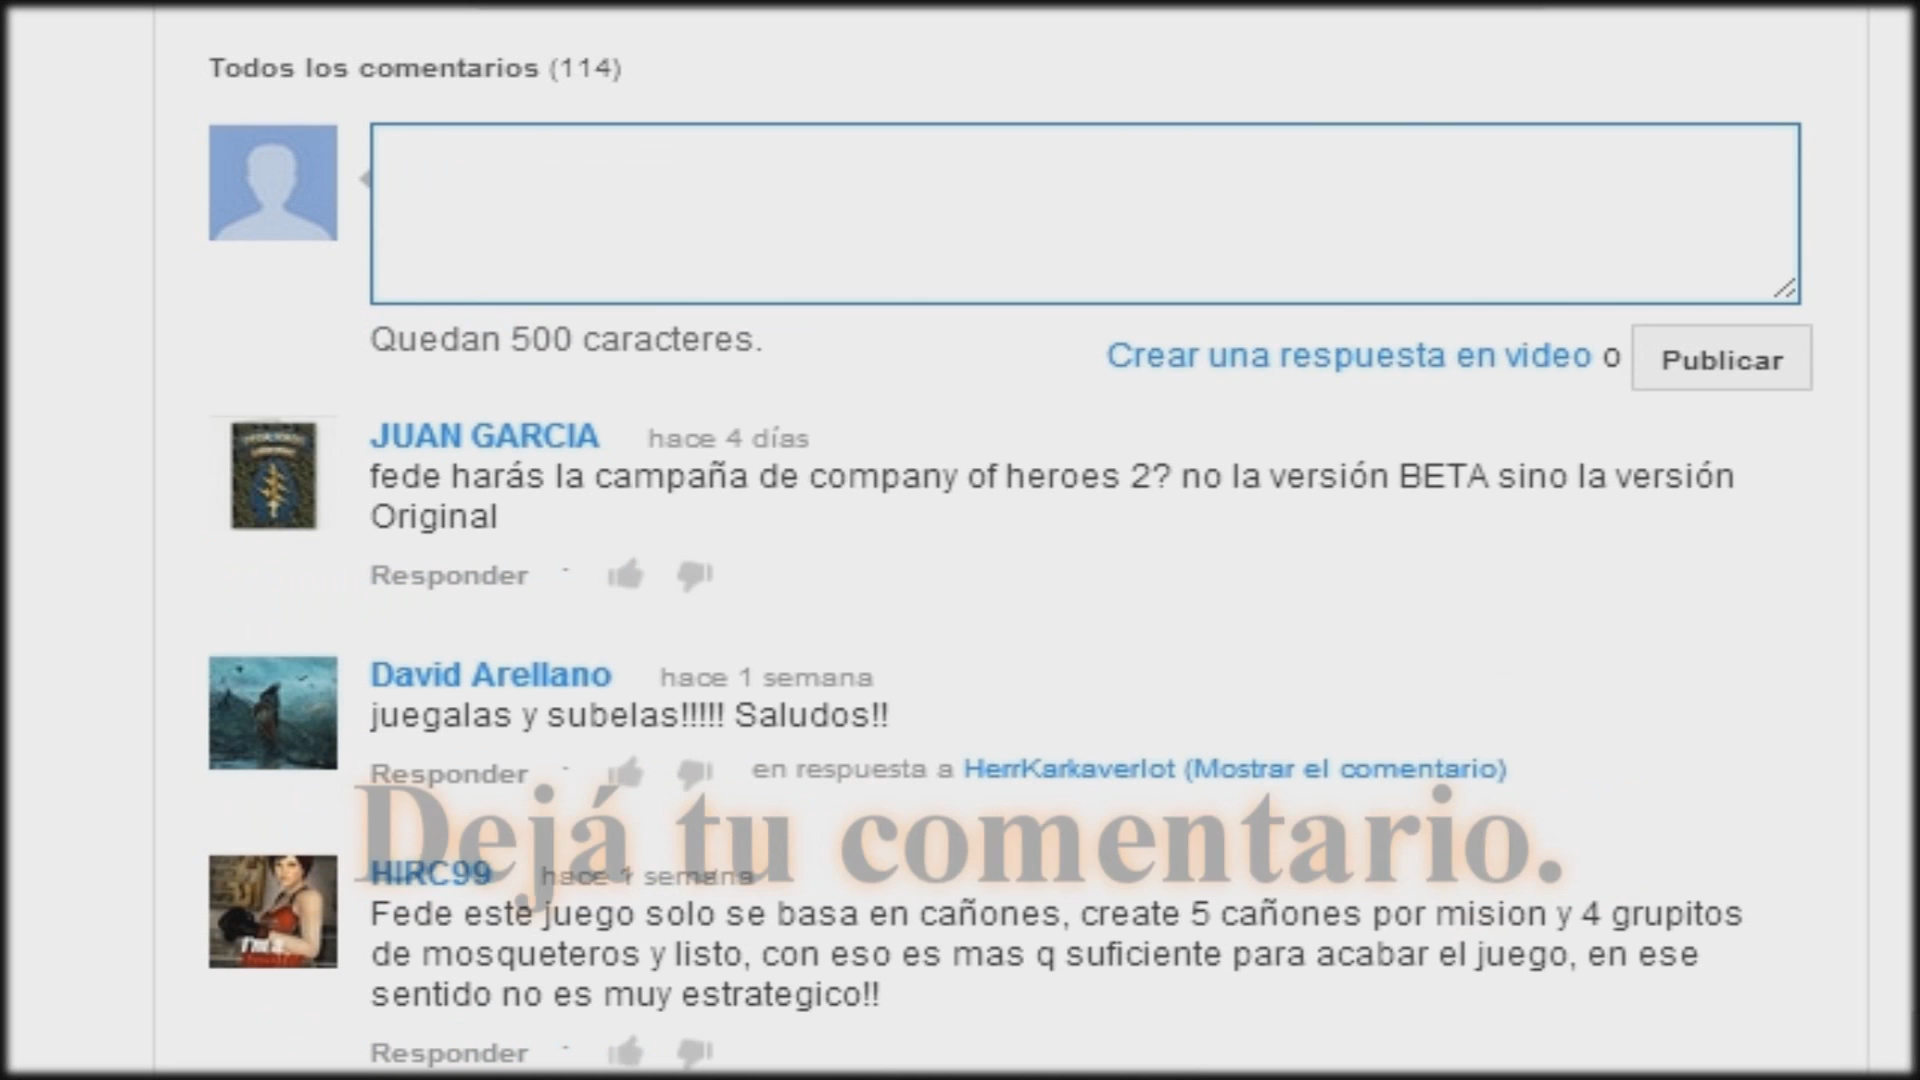 Todos los comentarios (114)
Quedan 500 caracteres.
Crear una respuesta en video o Publicar
JUAN GARCIA hace 4 días
fede harás la campaña de company of heroes 2? no la versión BETA sino la versión
Original
Responder
David Arellano hace 1 semana
juegalas y subelas!!!!! Saludos!!
Responder en respuesta a HerrKarkaverlot (Mostrar el comentario)
Dejá tu comentario.
HIRC99 hace 1 semana
Fede este juego solo se basa en cañones, create 5 cañones por mision y 4 grupitos
de mosqueteros y listo, con eso es mas q suficiente para acabar el juego, en ese
sentido no es muy estrategico!!
Responder
I'm a